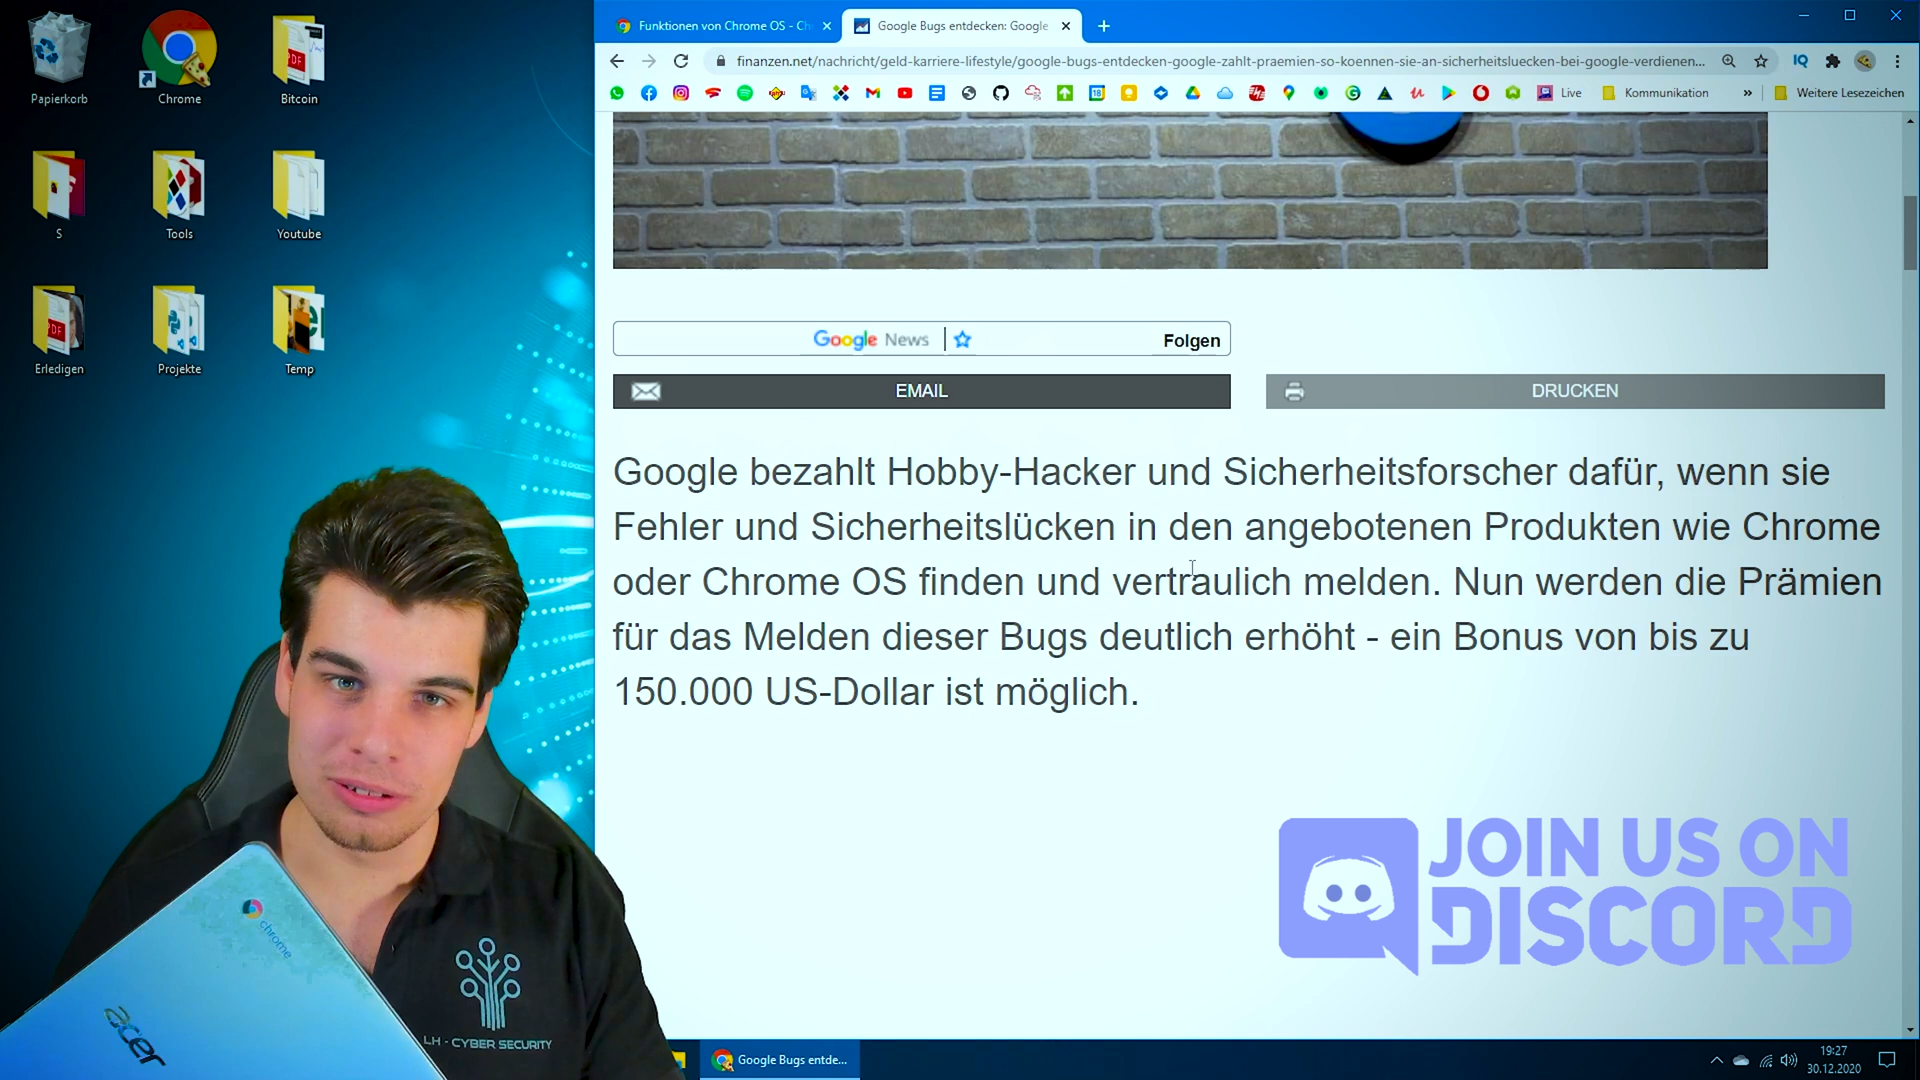 Papierkorb
Chrome
Bitcoin
S
Tools
Youtube
Erledigen
Projekte
Temp
Funktionen von Chrome OS - Ch
Google Bugs entdecken: Google
finanzen.net/nachricht/geld-karriere-lifestyle/google-bugs-entdecken-google-zahlt-praemien-so-koennen-sie-an-sicherheitsluecken-bei-google-verdienen...
Live
Kommunikation
»
Weitere Lesezeichen
Google News
Folgen
EMAIL
DRUCKEN
Google bezahlt Hobby-Hacker und Sicherheitsforscher dafür, wenn sie
Fehler und Sicherheitslücken in den angebotenen Produkten wie Chrome
oder Chrome OS finden und vertraulich melden. Nun werden die Prämien
für das Melden dieser Bugs deutlich erhöht - ein Bonus von bis zu
150.000 US-Dollar ist möglich.
JOIN US ON
DISCORD
chrome
acer
LH - CYBER SECURITY
Google Bugs entde...
19:27
30.12.2020